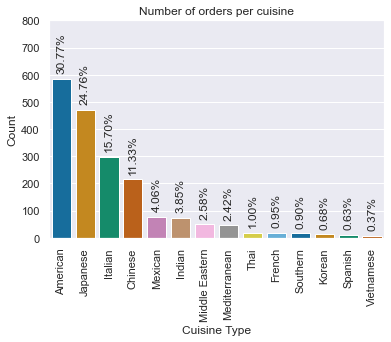 Number of orders per cuisine
Count
800
700
600
500
400
300
200
100
0
30.77%
24.76%
15.70%
11.33%
4.06%
3.85%
2.58%
2.42%
1.00%
0.95%
0.90%
0.68%
0.63%
0.37%
American
Japanese
Italian
Chinese
Mexican
Indian
Middle Eastern
Mediterranean
Thai
French
Southern
Korean
Spanish
Vietnamese
Cuisine Type